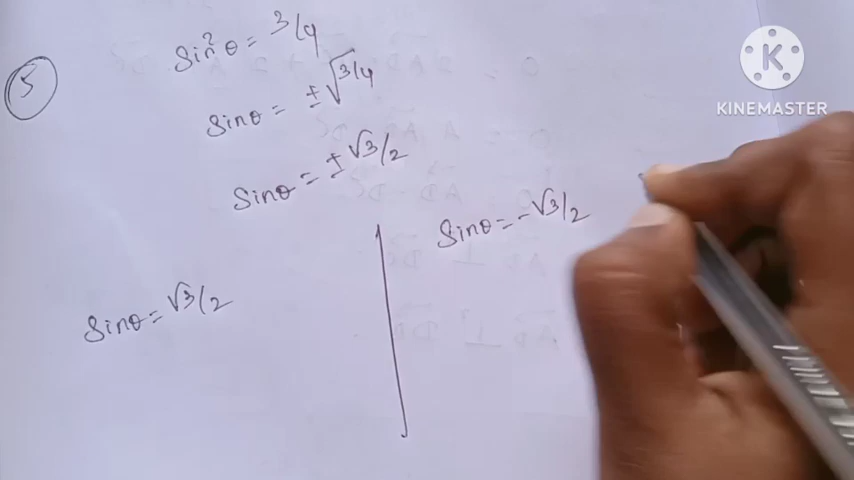 5
Sin²θ = 3/4
Sinθ = ±√3/4
Sinθ = ±√3/2
Sinθ = -√3/2
Sinθ = √3/2
K
KINEMASTER